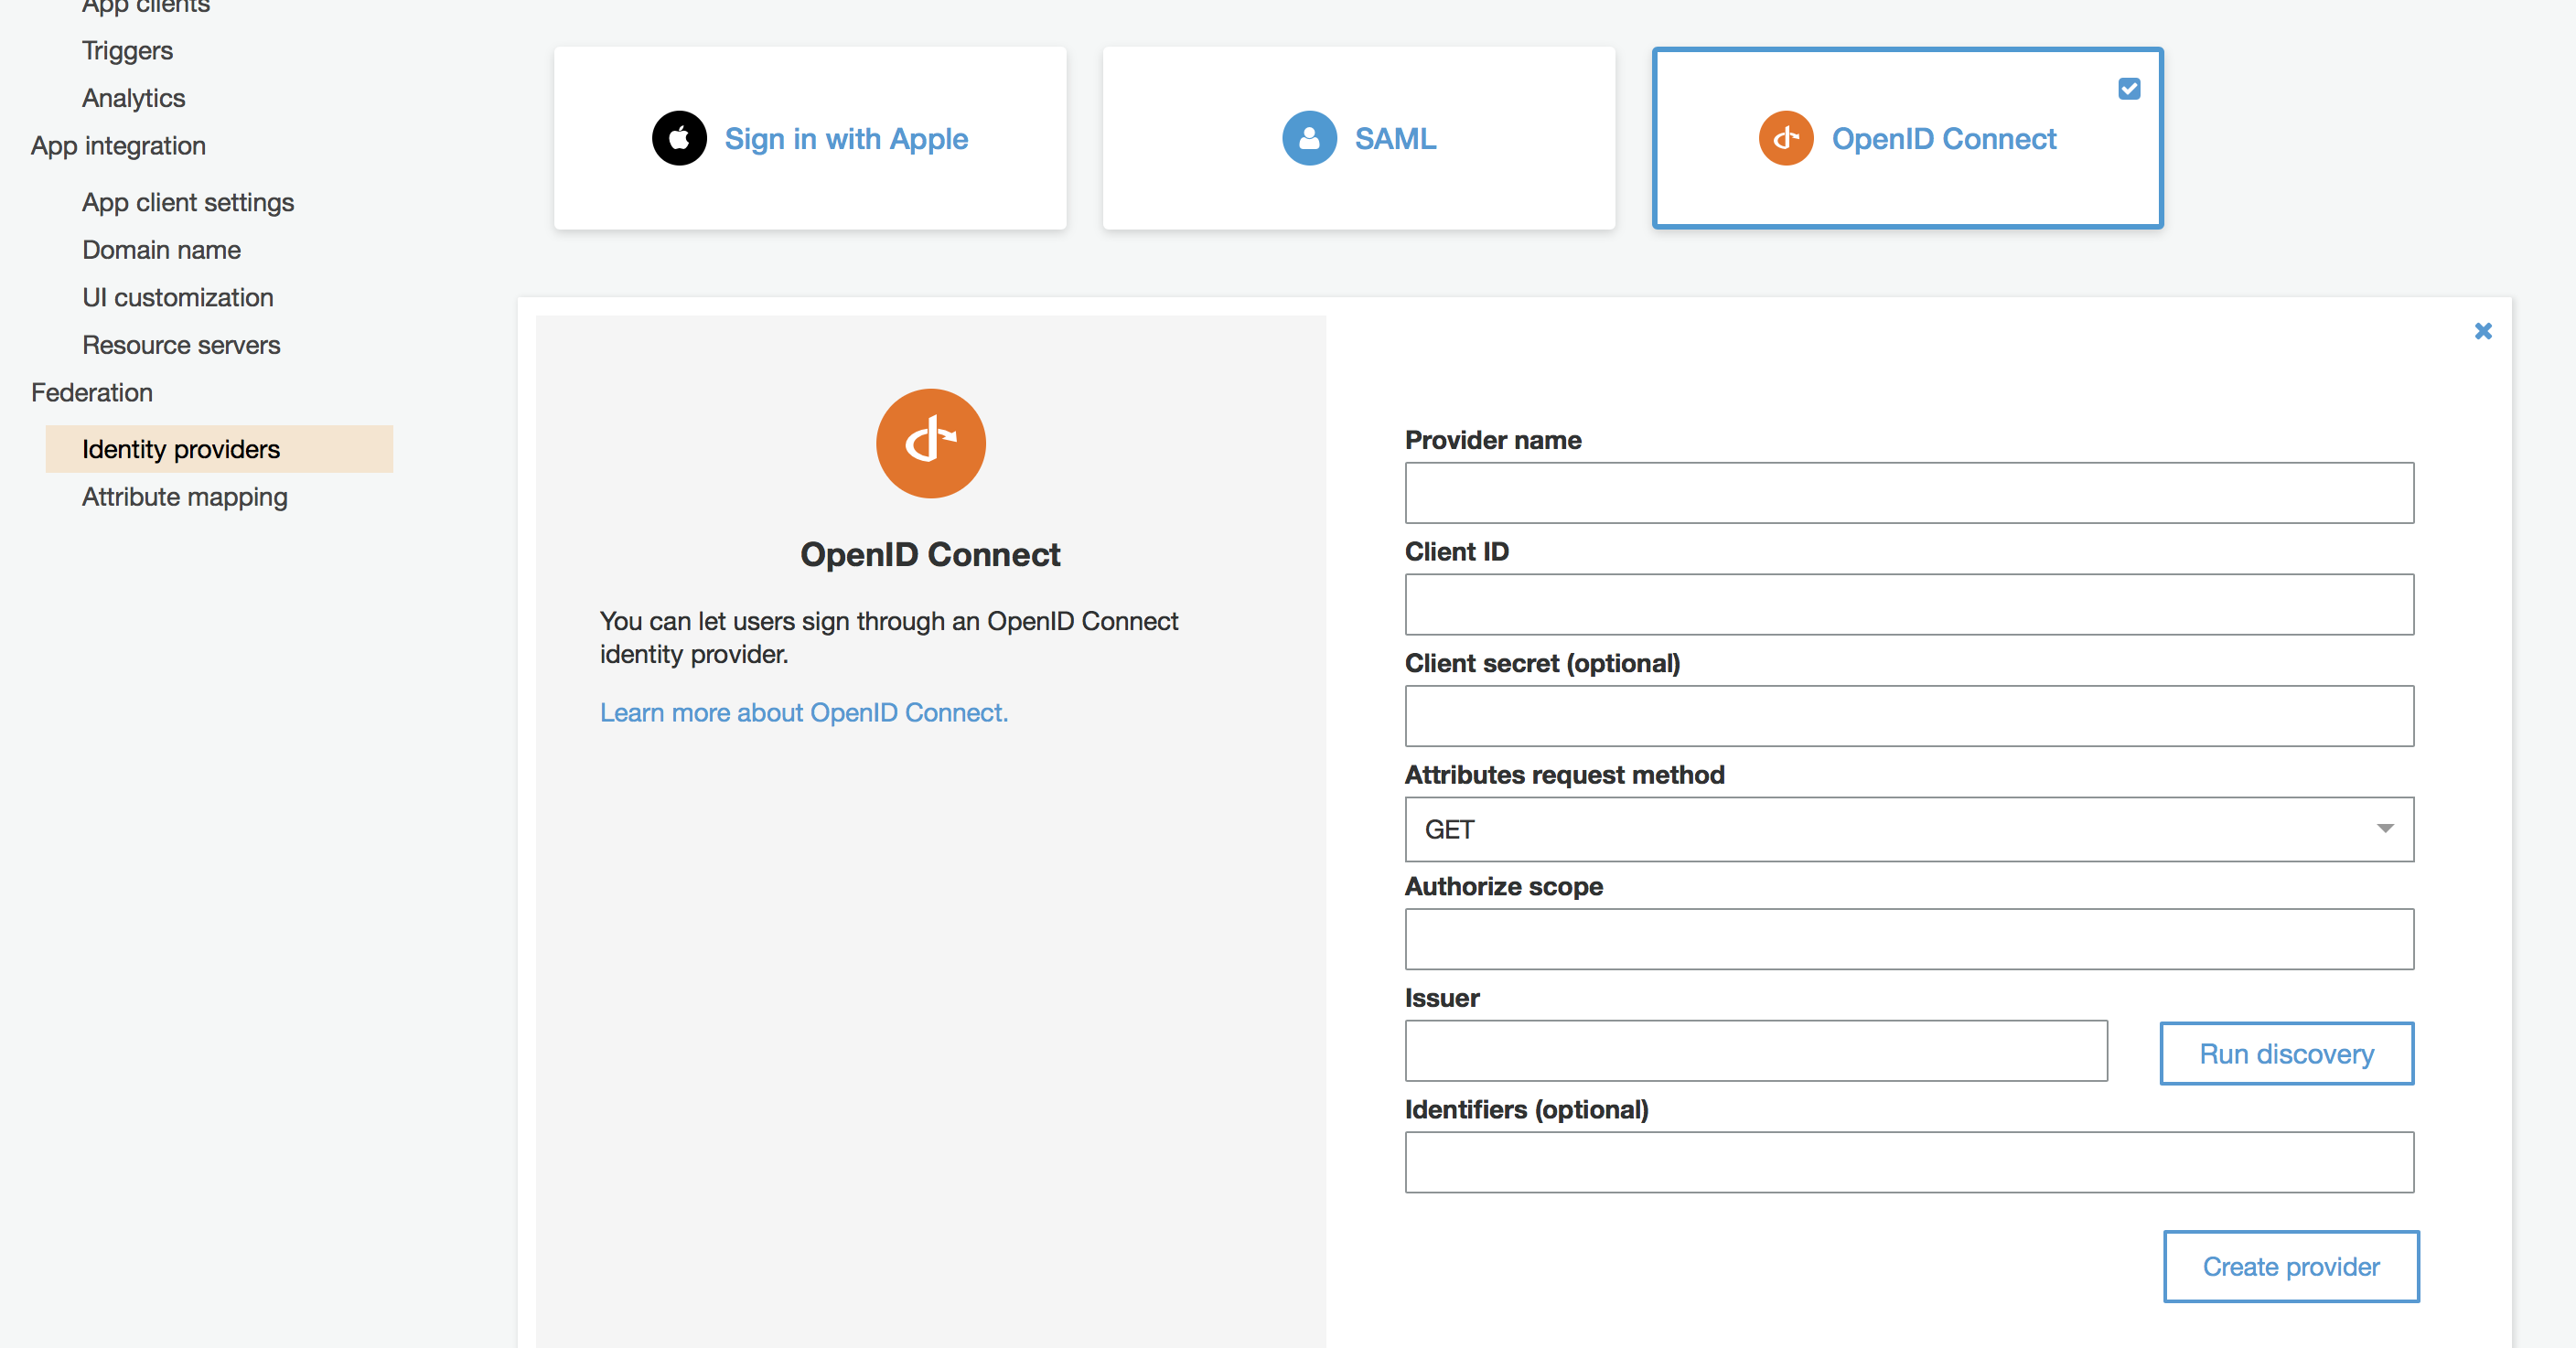 App clients
Triggers
Analytics
App integration
App client settings
Domain name
UI customization
Resource servers
Federation
Identity providers
Attribute mapping
Sign in with Apple
SAML
OpenID Connect
OpenID Connect
You can let users sign through an OpenID Connect
identity provider.
Learn more about OpenID Connect.
Provider name
Client ID
Client secret (optional)
Attributes request method
GET
Authorize scope
Issuer
Run discovery
Identifiers (optional)
Create provider